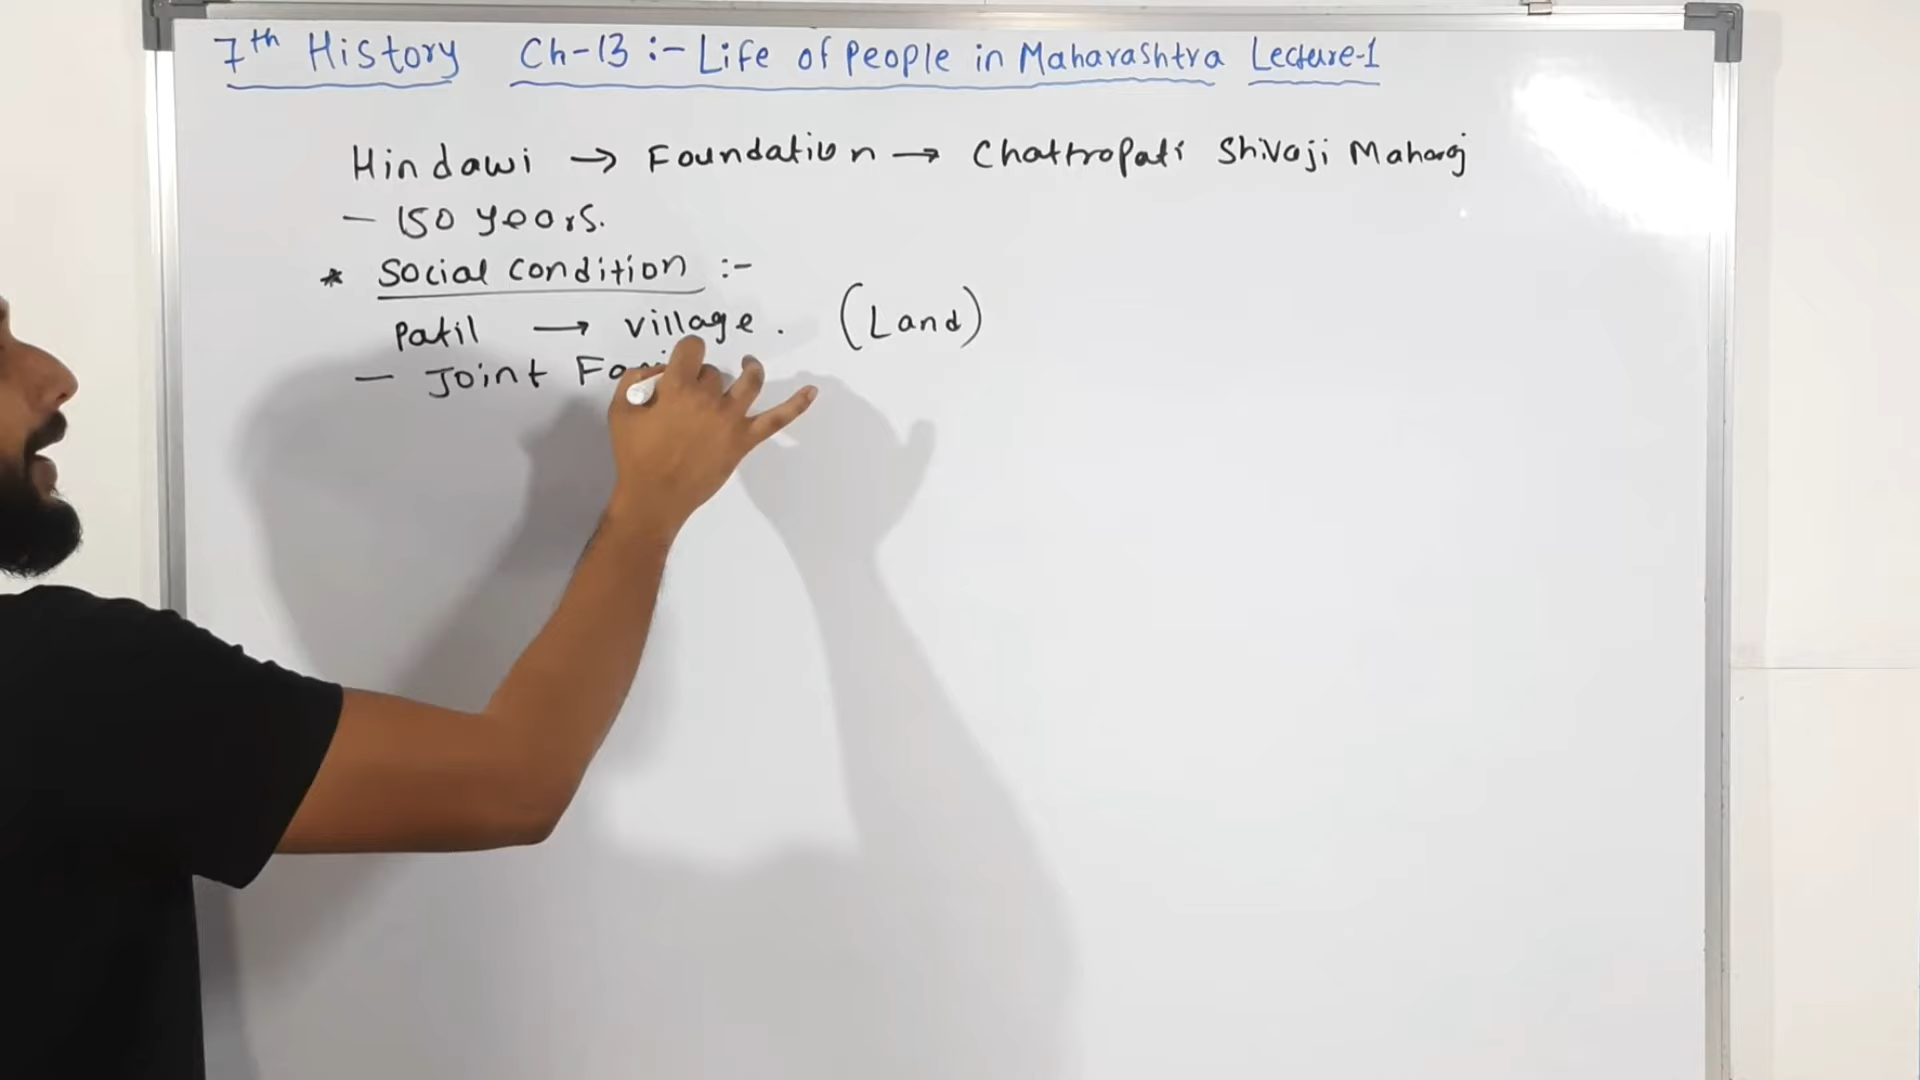 7th History Ch-13 :- Life of People in Maharashtra Lecture-1
Hindawi → Foundation → Chattropati Shivaji Maharaj
- 150 years.
* Social condition :-
Patil → village. (Land)
- Joint